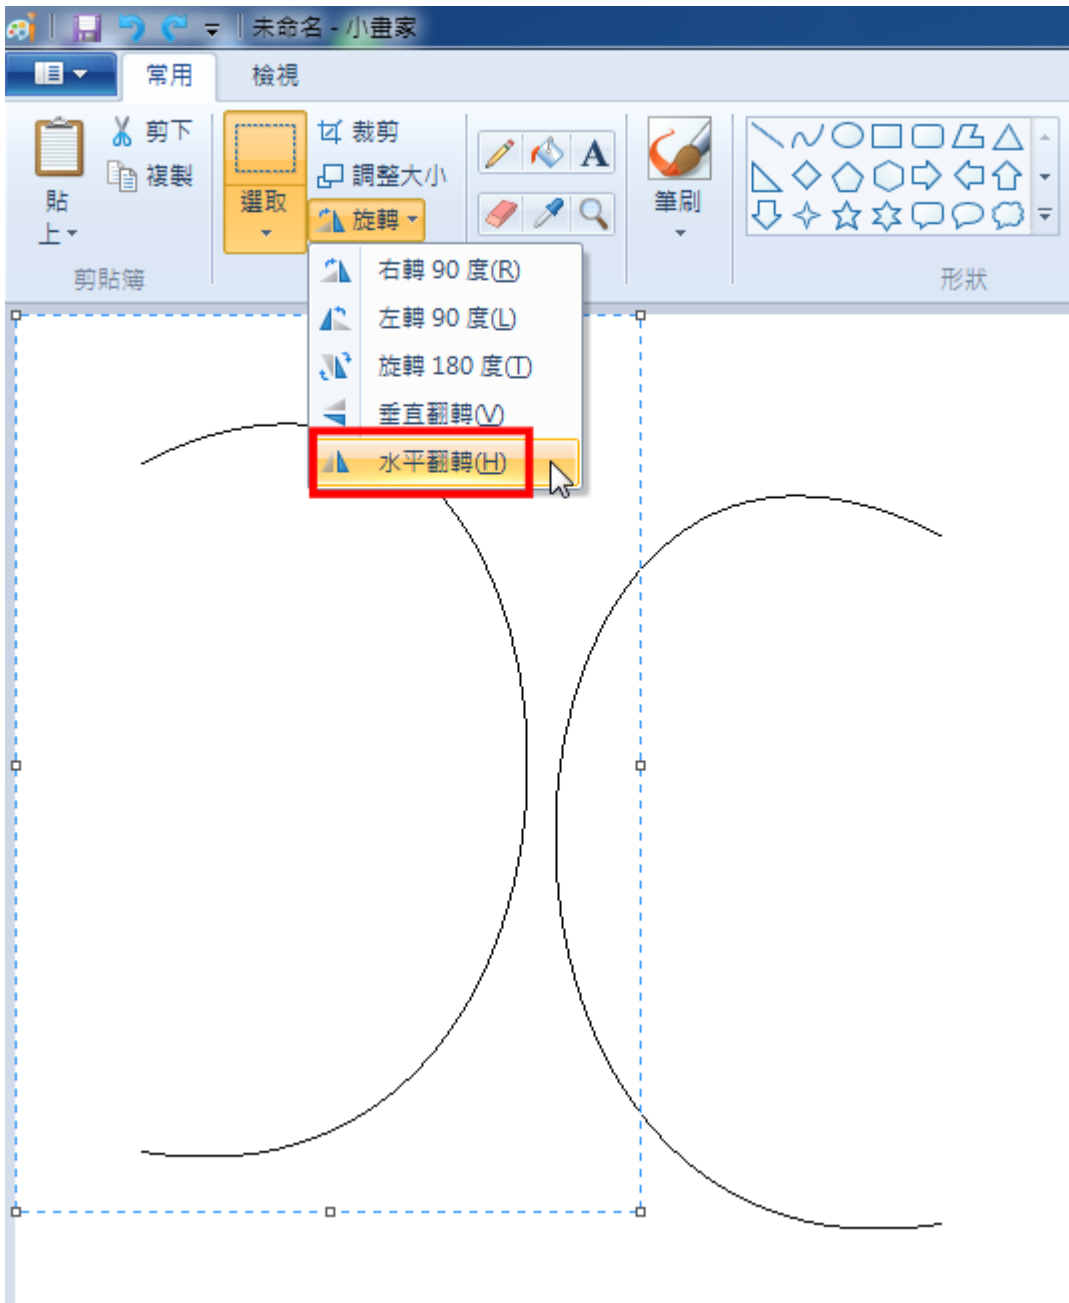 未命名 - 小畫家
常用 檢視
貼上
剪下
複製
剪貼簿
選取
裁剪
調整大小
旋轉
A
筆刷
形狀
右轉 90 度(R)
左轉 90 度(L)
旋轉 180 度(T)
垂直翻轉(V)
水平翻轉(H)